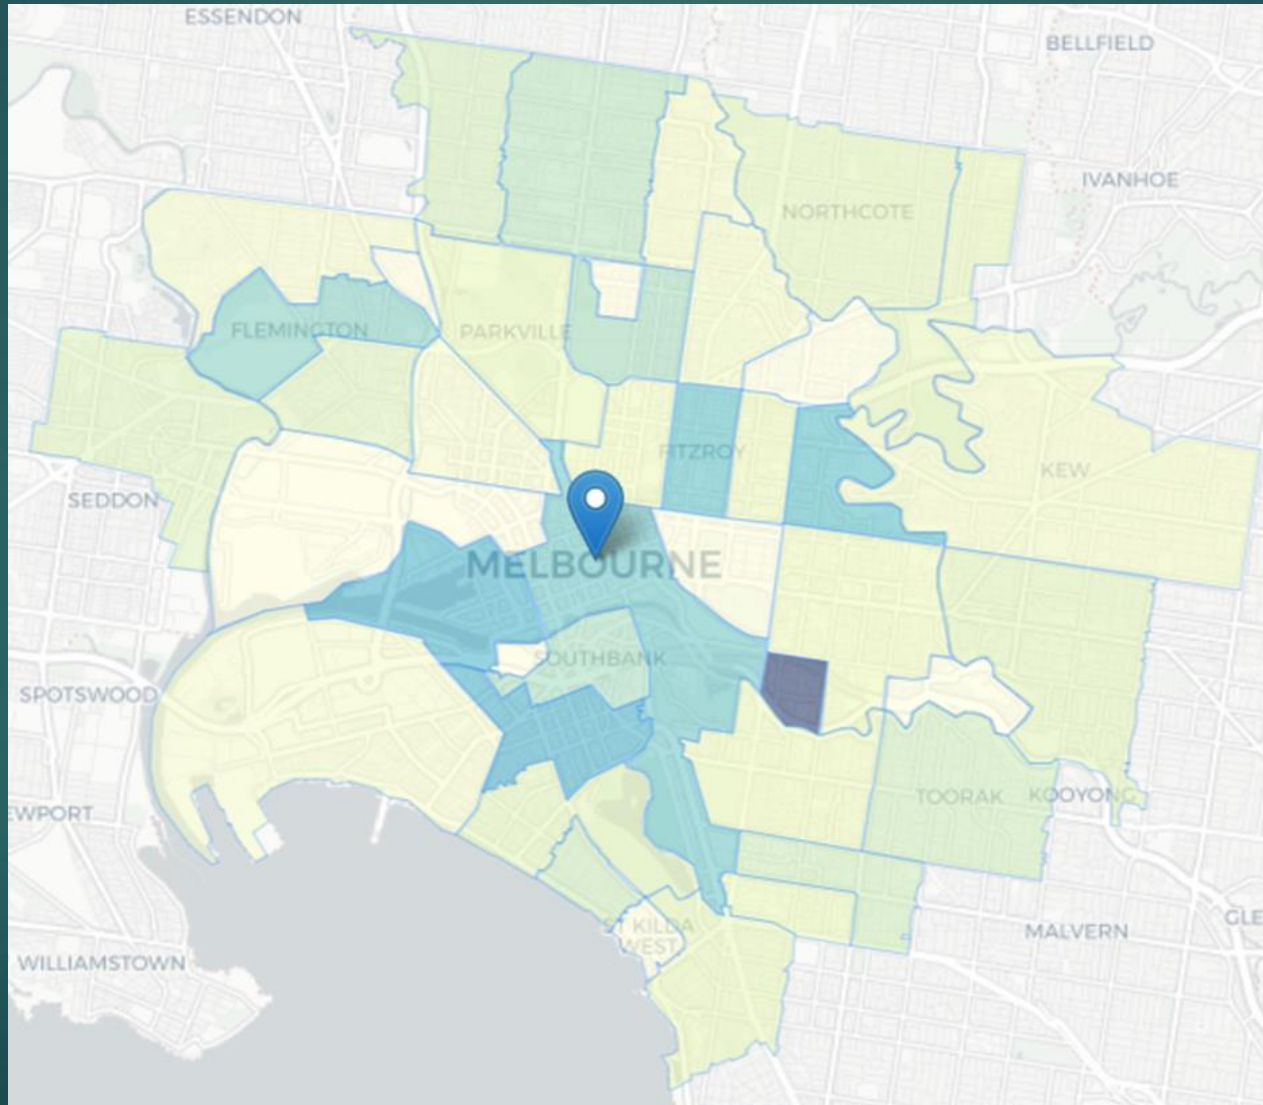 ESSENDON
BELLFIELD
IVANHOE
NORTHCOTE
FLEMINGTON
PARKVILLE
FITZROY
KEW
SEDDON
MELBOURNE
SOUTHBANK
SPOTSWOOD
TOORAK
KOOYONG
EWPORT
ST KILDA
WEST
GLE
MALVERN
WILLIAMSTOWN